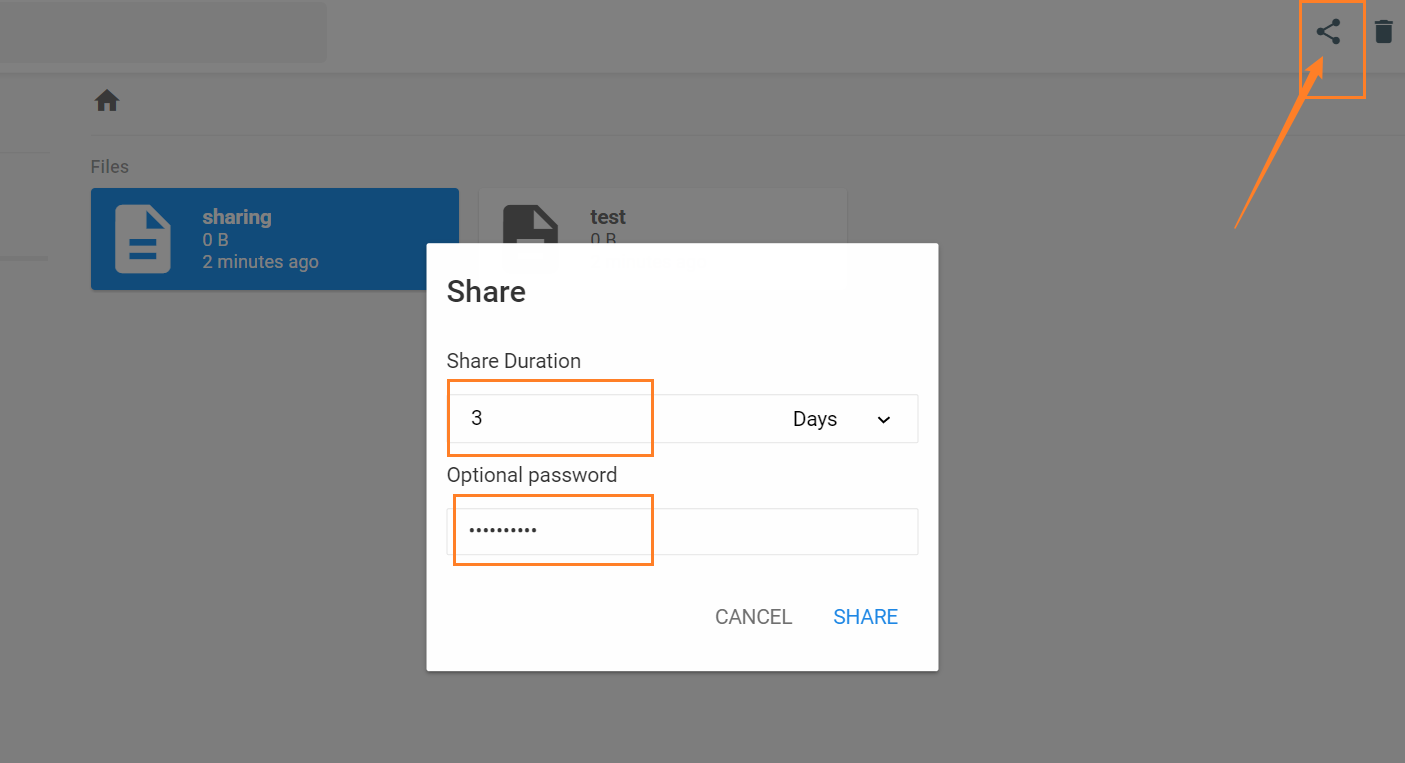 Files
sharing
0 B
2 minutes ago
test
0 B
Share
Share Duration
3 Days
Optional password
••••••••••
CANCEL SHARE